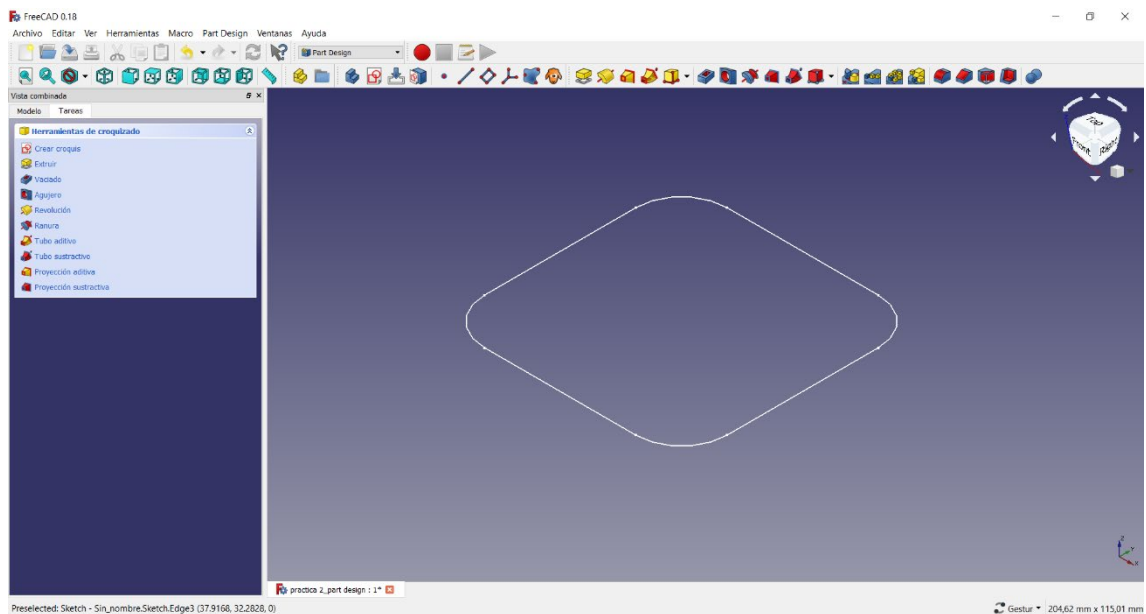 FreeCAD 0.18
Archivo Editar Ver Herramientas Macro Part Design Ventanas Ayuda
Part Design
Vista combinada
Modelo Tareas
Herramientas de croquizado
Crear croquis
Extruir
Vaciado
Agujero
Revolución
Ranura
Tubo aditivo
Tubo sustractivo
Proyección aditiva
Proyección sustractiva
Top
Front
Right
Z
Y
X
practica 2_part design : 1*
Preselected: Sketch - Sin_nombre.Sketch.Edge3 (37.9168, 32.2828, 0)
Gestur
204,62 mm x 115,01 mm